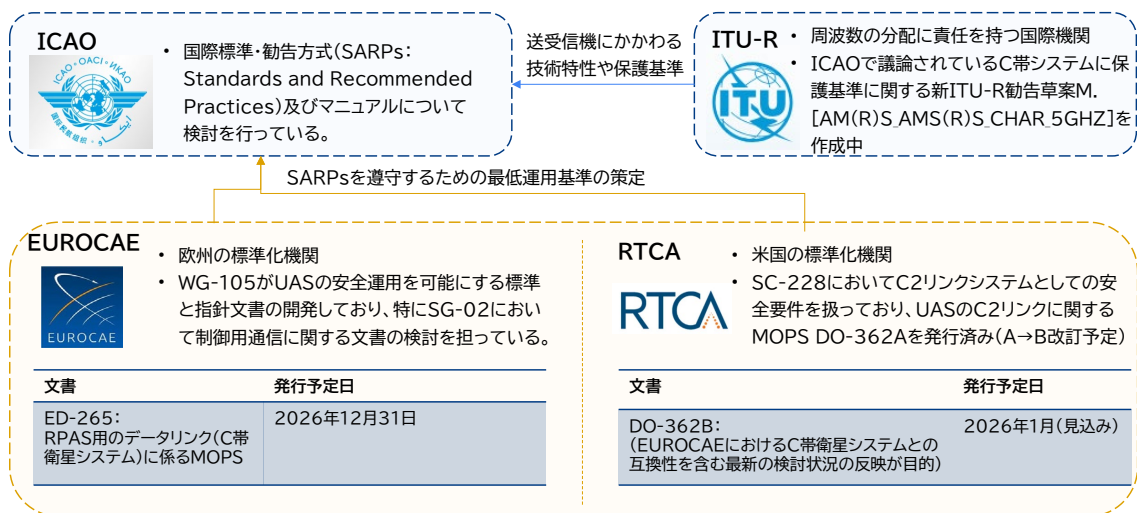 ICAO
ICAO · OACI · ИКАО
• 国際標準・勧告方式(SARPs:
Standards and Recommended
Practices)及びマニュアルについて
検討を行っている。
送受信機にかかわる
技術特性や保護基準
ITU-R
ITU
• 周波数の分配に責任を持つ国際機関
• ICAOで議論されているC帯システムに保
護基準に関する新ITU-R勧告草案M.
[AM(R)S_AMS(R)S_CHAR_5GHZ]を
作成中
SARPsを遵守するための最低運用基準の策定
EUROCAE
EUROCAE
• 欧州の標準化機関
• WG-105がUASの安全運用を可能にする標準
と指針文書の開発しており、特にSG-02におい
て制御用通信に関する文書の検討を担っている。
文書 発行予定日
ED-265: 2026年12月31日
RPAS用のデータリンク(C帯
衛星システム)に係るMOPS
RTCA
RTCA
• 米国の標準化機関
• SC-228においてC2リンクシステムとしての安
全要件を扱っており、UASのC2リンクに関する
MOPS DO-362Aを発行済み(A→B改訂予定)
文書 発行予定日
DO-362B: 2026年1月(見込み)
(EUROCAEにおけるC帯衛星システムとの
互換性を含む最新の検討状況の反映が目的)